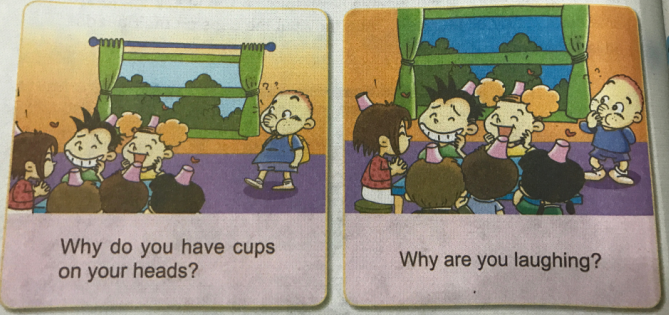 Why do you have cups
on your heads?
Why are you laughing?